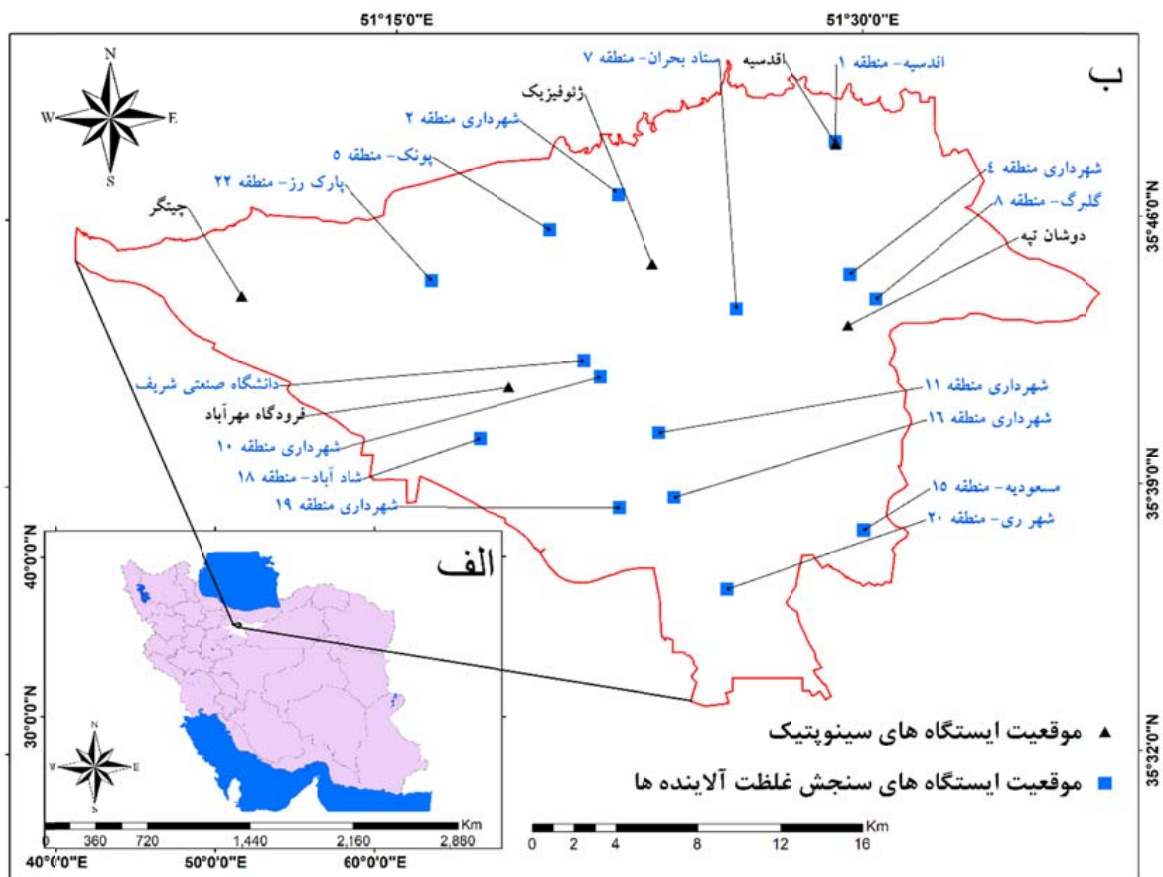 51°15'0"E
51°30'0"E
ب
N
W
E
S
ستاد بحران- منطقه ۷
اقدسیه
اقدسیه- منطقه ۱
ژئوفیزیک
شهرداری منطقه ۲
پونک- منطقه ۵
پارک رز- منطقه ۲۲
چیتگر
شهرداری منطقه ۴
گلبرگ- منطقه ۸
دوشان تپه
35°46'0"N
دانشگاه صنعتی شریف
فرودگاه مهرآباد
شهرداری منطقه ۱۰
شاد آباد- منطقه ۱۸
شهرداری منطقه ۱۹
شهرداری منطقه ۱۱
شهرداری منطقه ۱۶
مسعودیه- منطقه ۱۵
شهر ری- منطقه ۲۰
35°39'0"N
35°32'0"N
الف
40°0'0"N
30°0'0"N
N
W
E
S
Km
0 360 720 1,440 2,160 2,880
40°0'0"E
50°0'0"E
60°0'0"E
موقعیت ایستگاه های سینوپتیک
موقعیت ایستگاه های سنجش غلظت آلاینده ها
Km
0 2 4 8 12 16